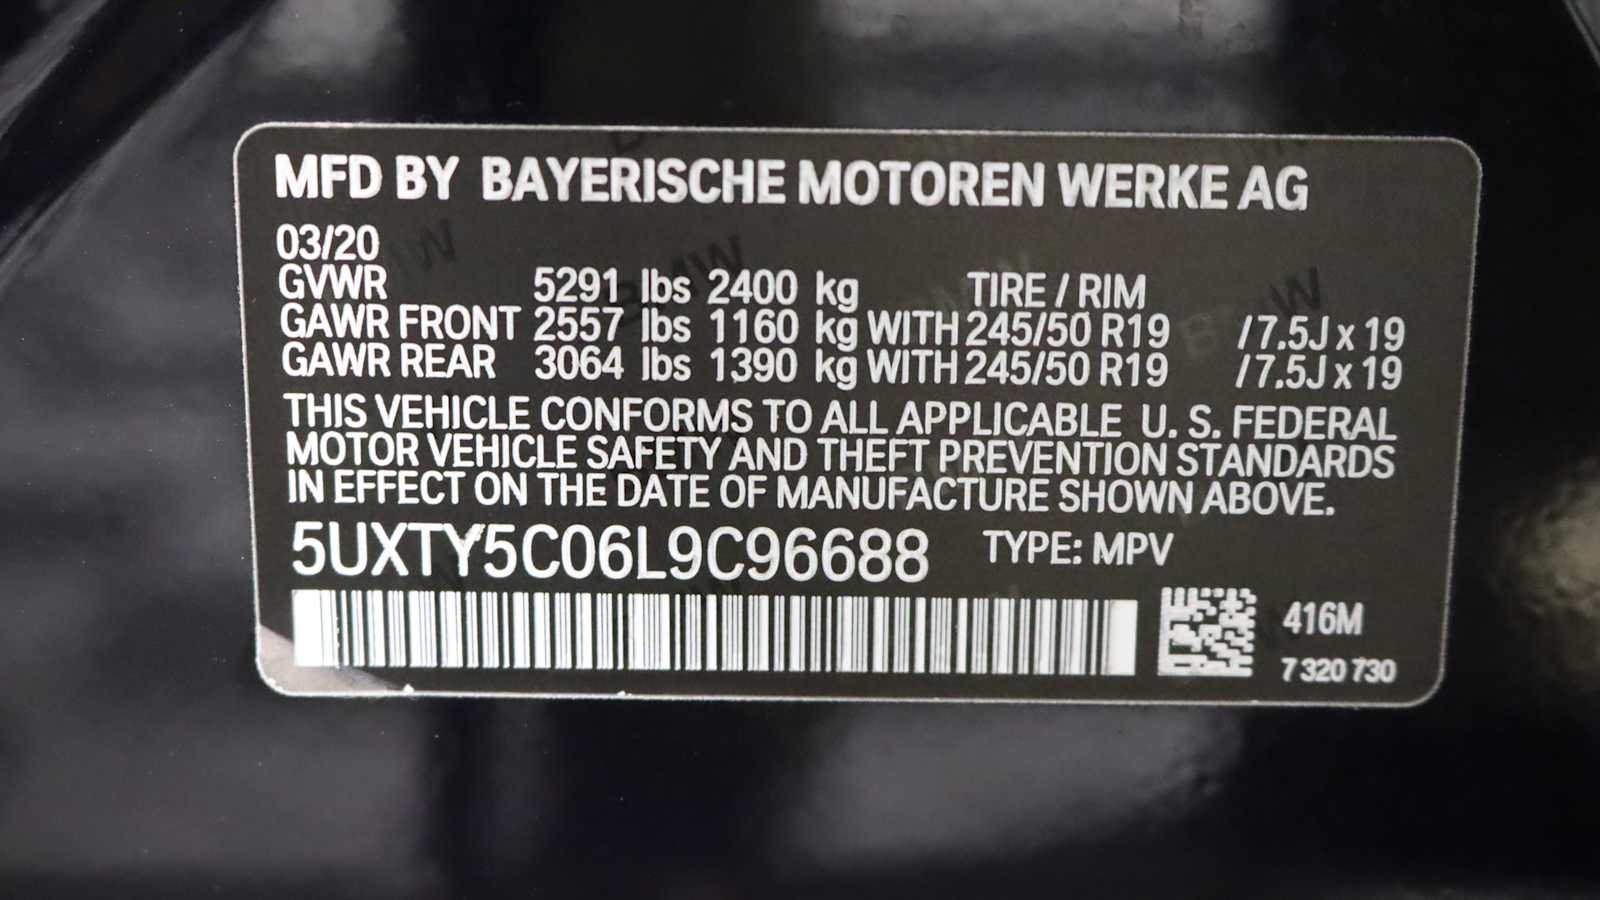 MFD BY BAYERISCHE MOTOREN WERKE AG
03/20
GVWR 5291 lbs 2400 kg TIRE / RIM
GAWR FRONT 2557 lbs 1160 kg WITH 245/50 R19 /7.5J x 19
GAWR REAR 3064 lbs 1390 kg WITH 245/50 R19 /7.5J x 19
THIS VEHICLE CONFORMS TO ALL APPLICABLE U. S. FEDERAL
MOTOR VEHICLE SAFETY AND THEFT PREVENTION STANDARDS
IN EFFECT ON THE DATE OF MANUFACTURE SHOWN ABOVE.
5UXTY5C06L9C96688 TYPE: MPV
416M
7 320 730